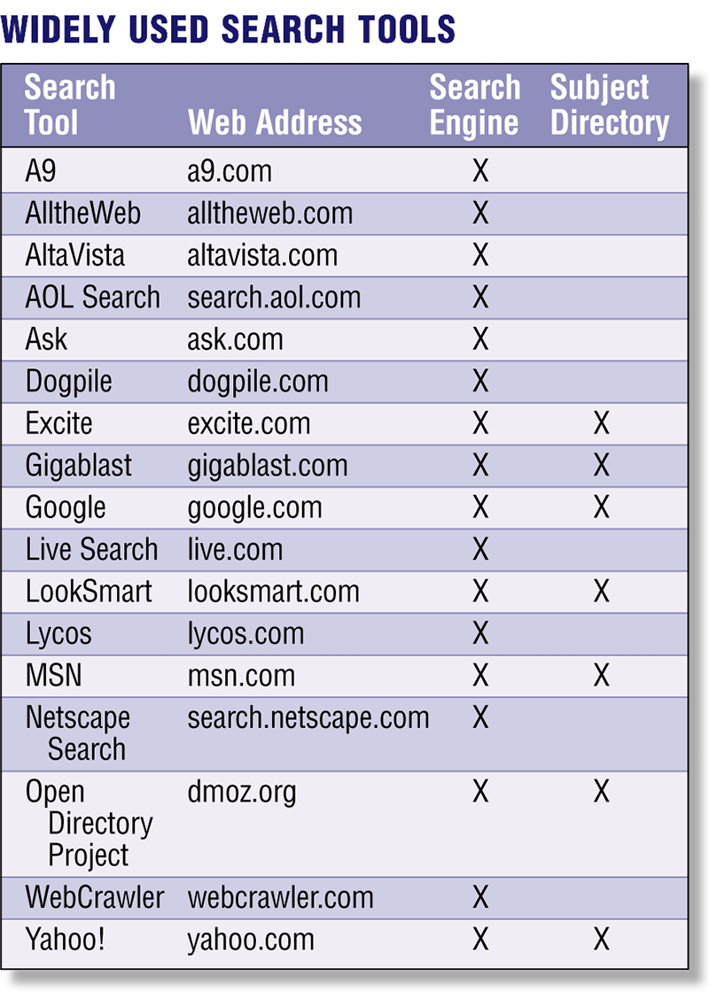 WIDELY USED SEARCH TOOLS
Search Tool Web Address Search Engine Subject Directory
A9 a9.com X
AlltheWeb alltheweb.com X
AltaVista altavista.com X
AOL Search search.aol.com X
Ask ask.com X
Dogpile dogpile.com X
Excite excite.com X X
Gigablast gigablast.com X X
Google google.com X X
Live Search live.com X
LookSmart looksmart.com X X
Lycos lycos.com X
MSN msn.com X X
Netscape search.netscape.com X
Search
Open dmoz.org X X
Directory
Project
WebCrawler webcrawler.com X
Yahoo! yahoo.com X X